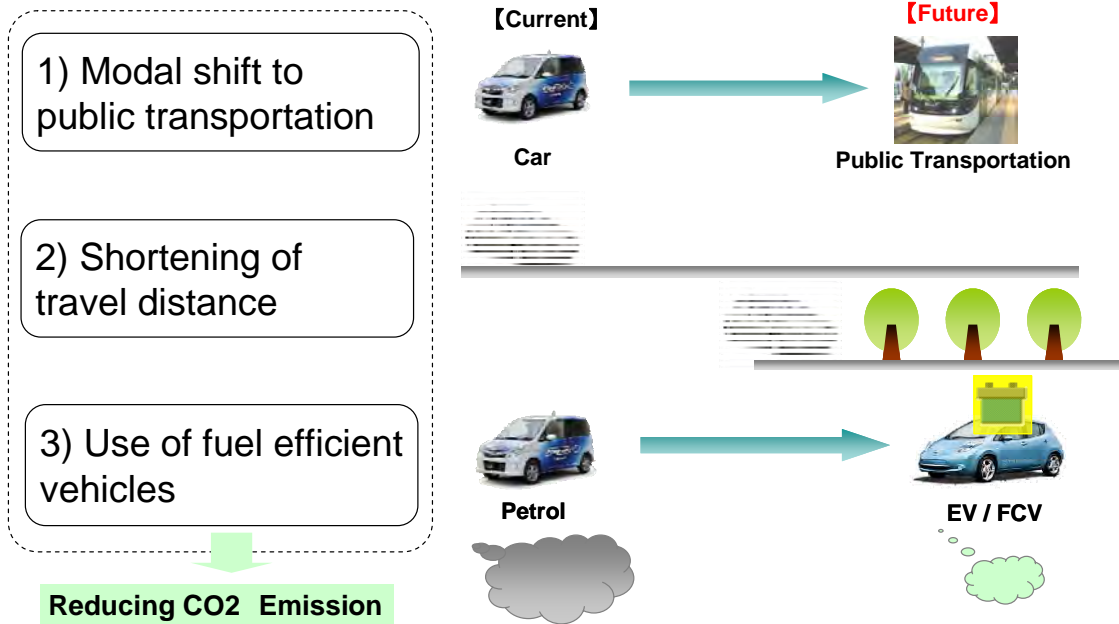 【Current】
【Future】
1) Modal shift to
public transportation
Car
Public Transportation
2) Shortening of
travel distance
3) Use of fuel efficient
vehicles
Petrol
EV / FCV
Reducing CO2 Emission